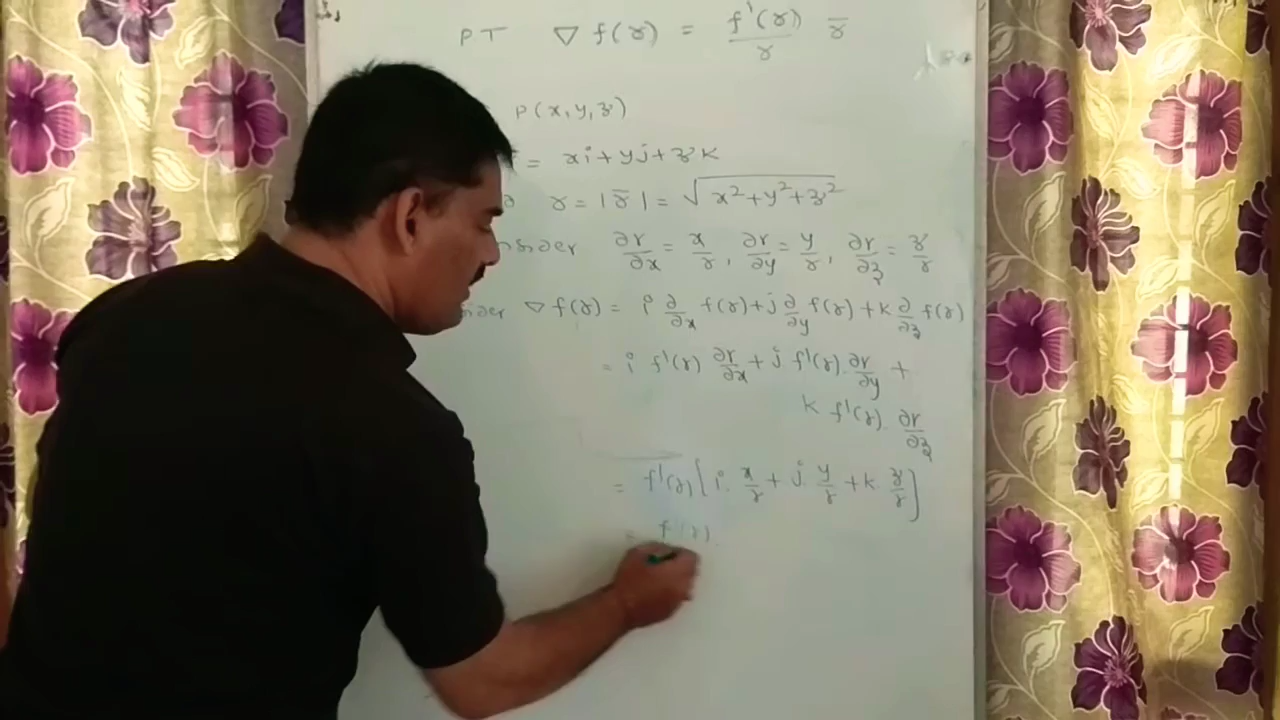 PT ∇ f(r) = f'(r)/r r̄
P(x,y,z)
= xi+yj+zk
r = |r̄| = √x²+y²+z²
∂r/∂x = x/r, ∂r/∂y = y/r, ∂r/∂z = z/r
∇f(r) = i ∂/∂x f(r)+j ∂/∂y f(r)+k ∂/∂z f(r)
= i f'(r) ∂r/∂x + j f'(r) ∂r/∂y +
k f'(r) ∂r/∂z
= f'(r) [i. x/r + j. y/r + k. z/r]
= f'(r)